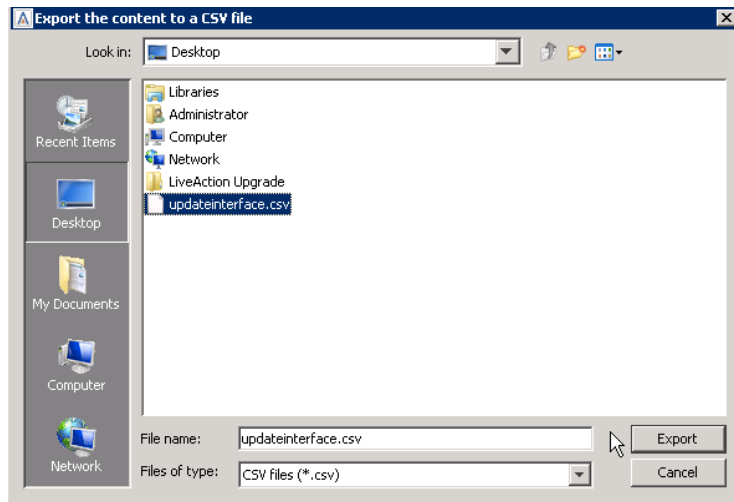 Export the content to a CSV file
Look in:
Desktop
Recent Items
Desktop
My Documents
Computer
Network
Libraries
Administrator
Computer
Network
LiveAction Upgrade
updateinterface.csv
File name:
updateinterface.csv
Export
Files of type:
CSV files (*.csv)
Cancel